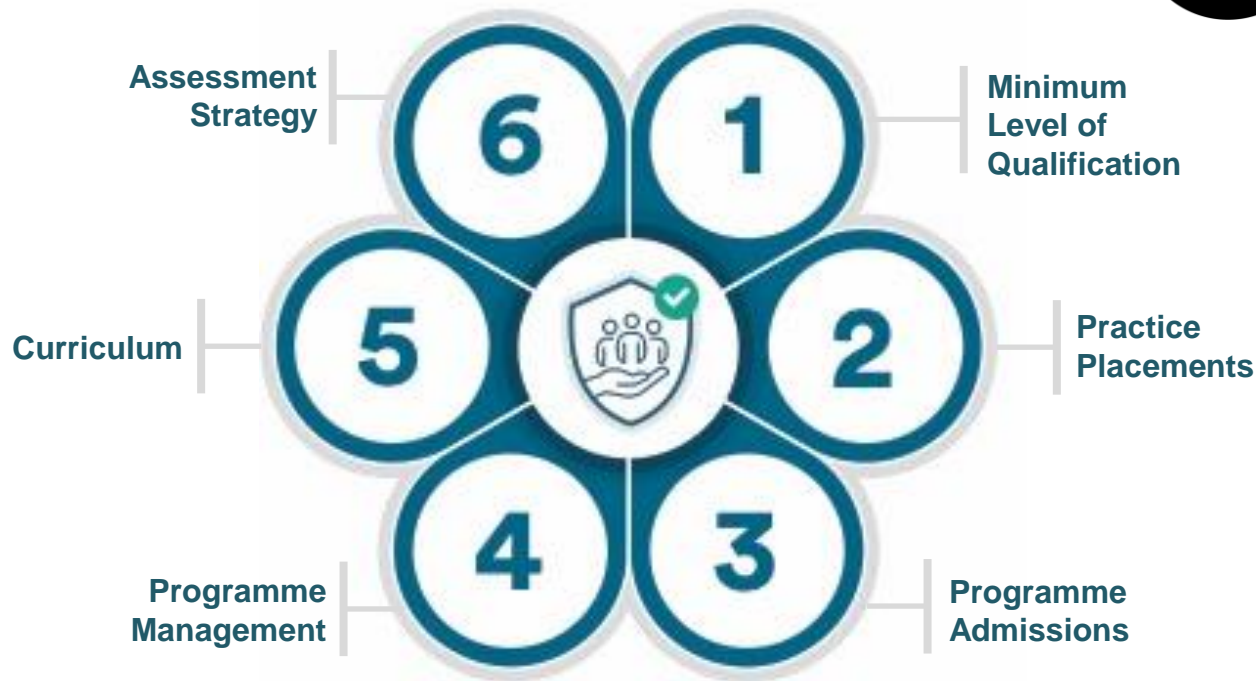 6
1
5
2
4
3
Assessment
Strategy
Minimum
Level of
Qualification
Curriculum
Practice
Placements
Programme
Management
Programme
Admissions